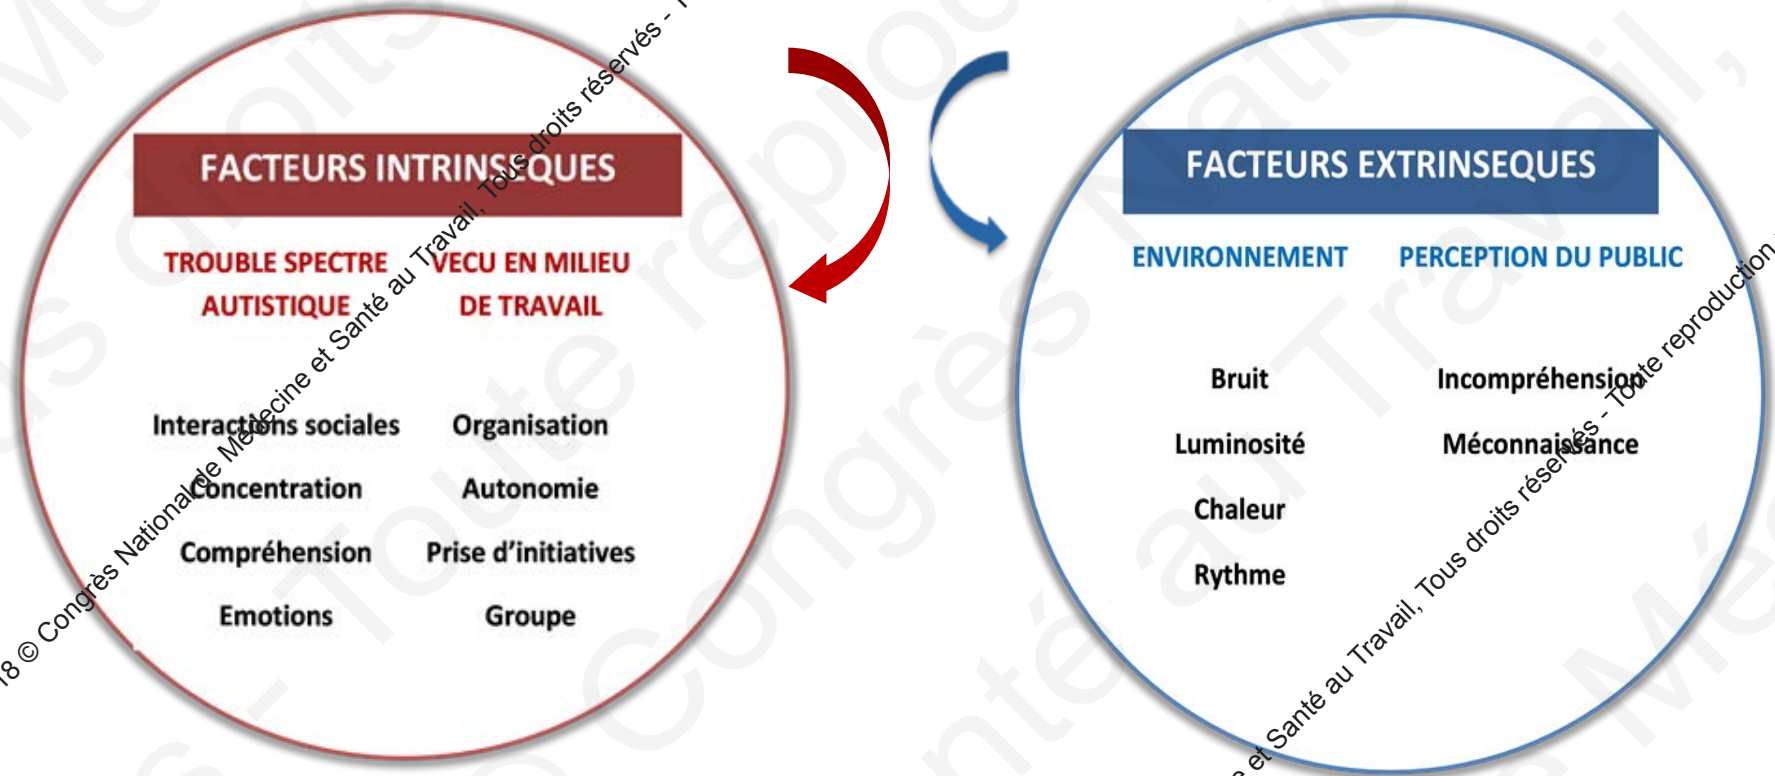 FACTEURS INTRINSEQUES
TROUBLE SPECTRE
AUTISTIQUE
VECU EN MILIEU
DE TRAVAIL
Interactions sociales
Concentration
Compréhension
Emotions
Organisation
Autonomie
Prise d'initiatives
Groupe
FACTEURS EXTRINSEQUES
ENVIRONNEMENT
PERCEPTION DU PUBLIC
Bruit
Luminosité
Chaleur
Rythme
Incompréhension
Méconnaissance
18 © Congrès National de Médecine et Santé au Travail, Tous droits réservés -
et Santé au Travail, Tous droits réservés - Toute reproduction